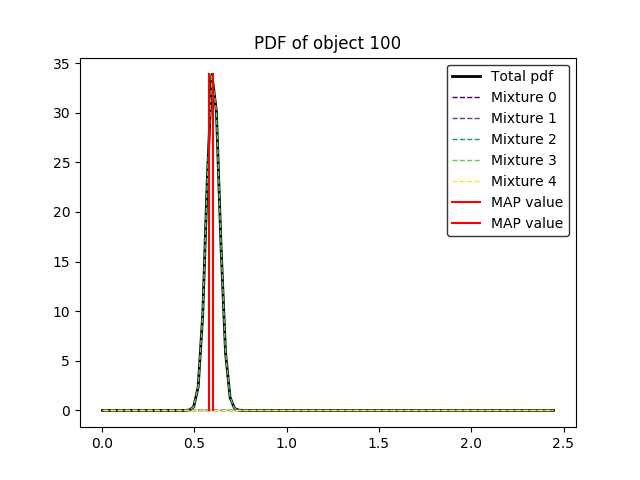 PDF of object 100
35
30
25
20
15
10
5
0
0.0 0.5 1.0 1.5 2.0 2.5
Total pdf
Mixture 0
Mixture 1
Mixture 2
Mixture 3
Mixture 4
MAP value
MAP value